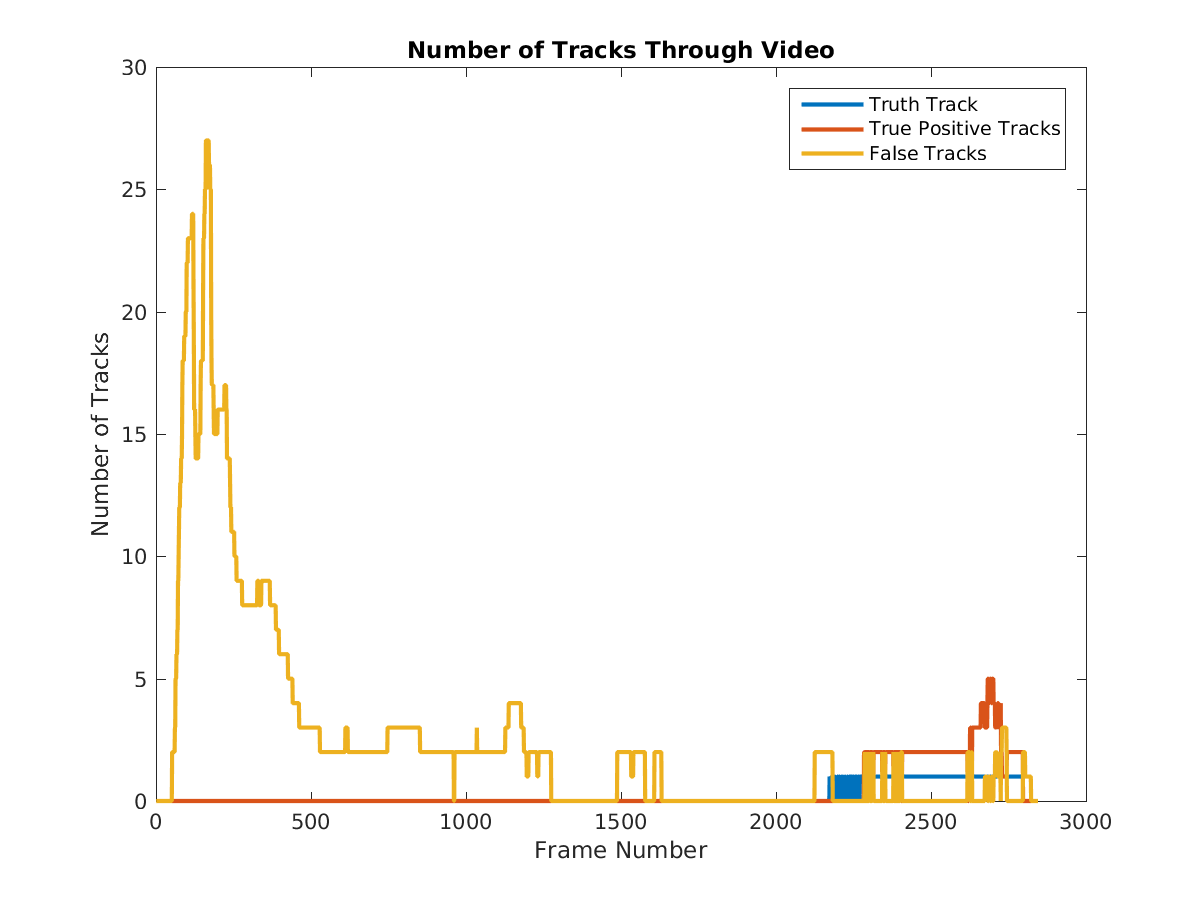 Number of Tracks Through Video
Truth Track
True Positive Tracks
False Tracks
Number of Tracks
30
25
20
15
10
5
0
0 500 1000 1500 2000 2500 3000
Frame Number